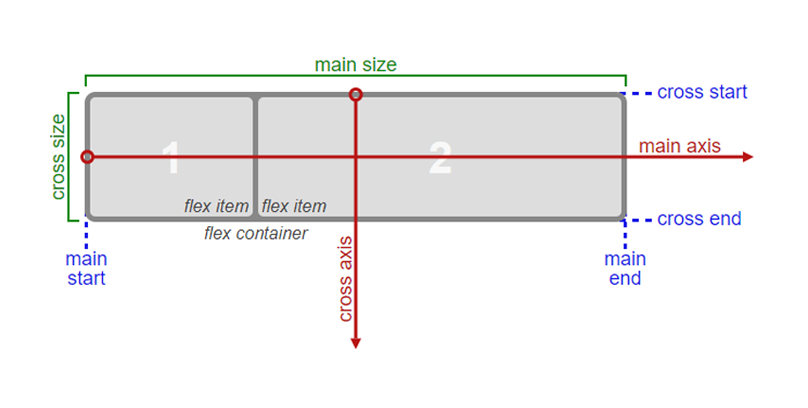 main size
cross start
cross size
1
2
main axis
flex item
flex item
cross end
flex container
cross axis
main
start
main
end